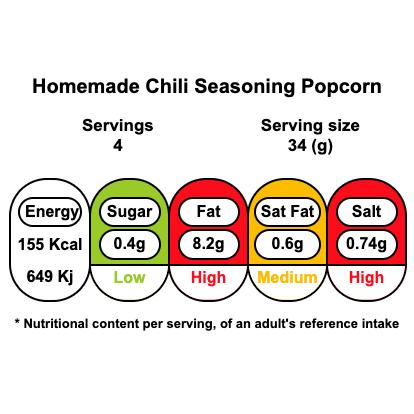 Homemade Chili Seasoning Popcorn
Servings Serving size
4 34 (g)
Energy Sugar Fat Sat Fat Salt
155 Kcal 0.4g 8.2g 0.6g 0.74g
649 Kj Low High Medium High
* Nutritional content per serving, of an adult's reference intake